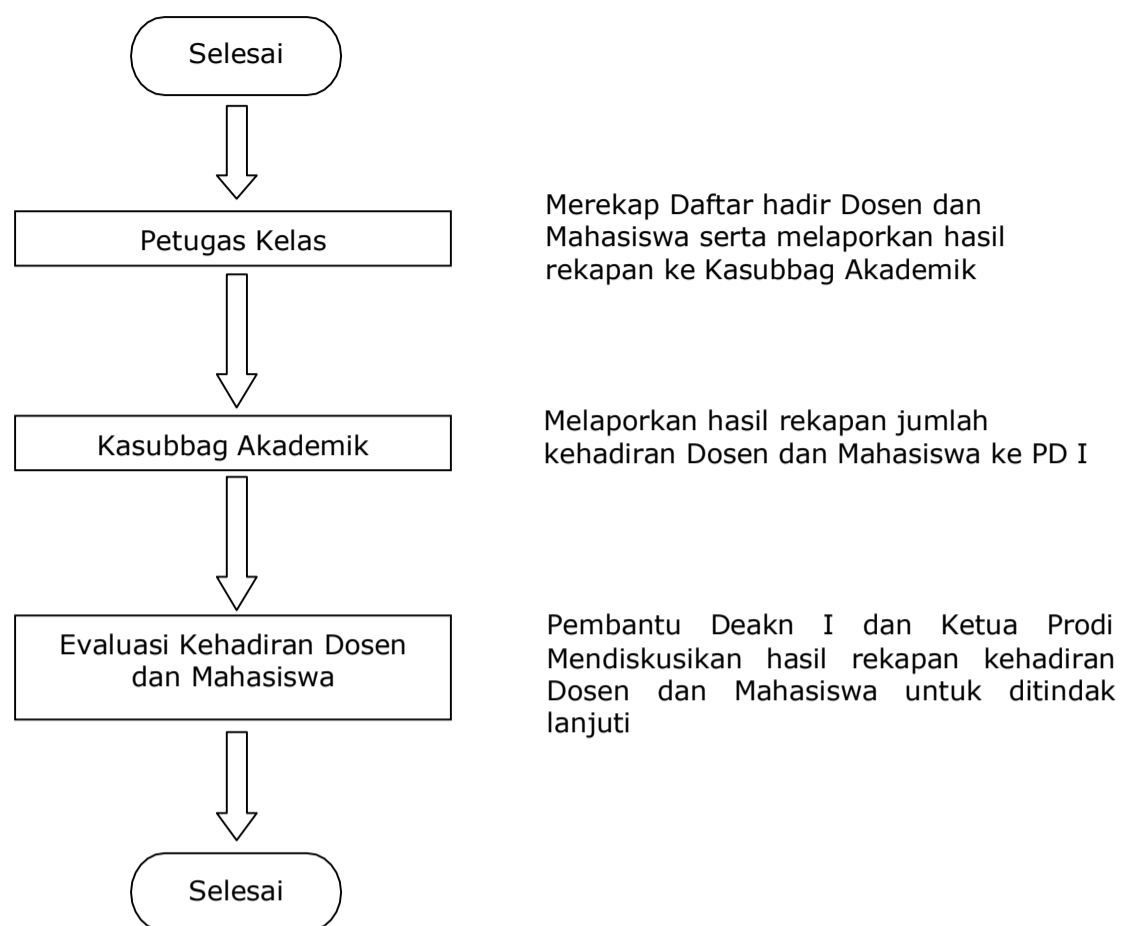 Selesai
Petugas Kelas
Merekap Daftar hadir Dosen dan
Mahasiswa serta melaporkan hasil
rekapan ke Kasubbag Akademik
Kasubbag Akademik
Melaporkan hasil rekapan jumlah
kehadiran Dosen dan Mahasiswa ke PD I
Evaluasi Kehadiran Dosen
dan Mahasiswa
Pembantu Deakn I dan Ketua Prodi
Mendiskusikan hasil rekapan kehadiran
Dosen dan Mahasiswa untuk ditindak
lanjuti
Selesai